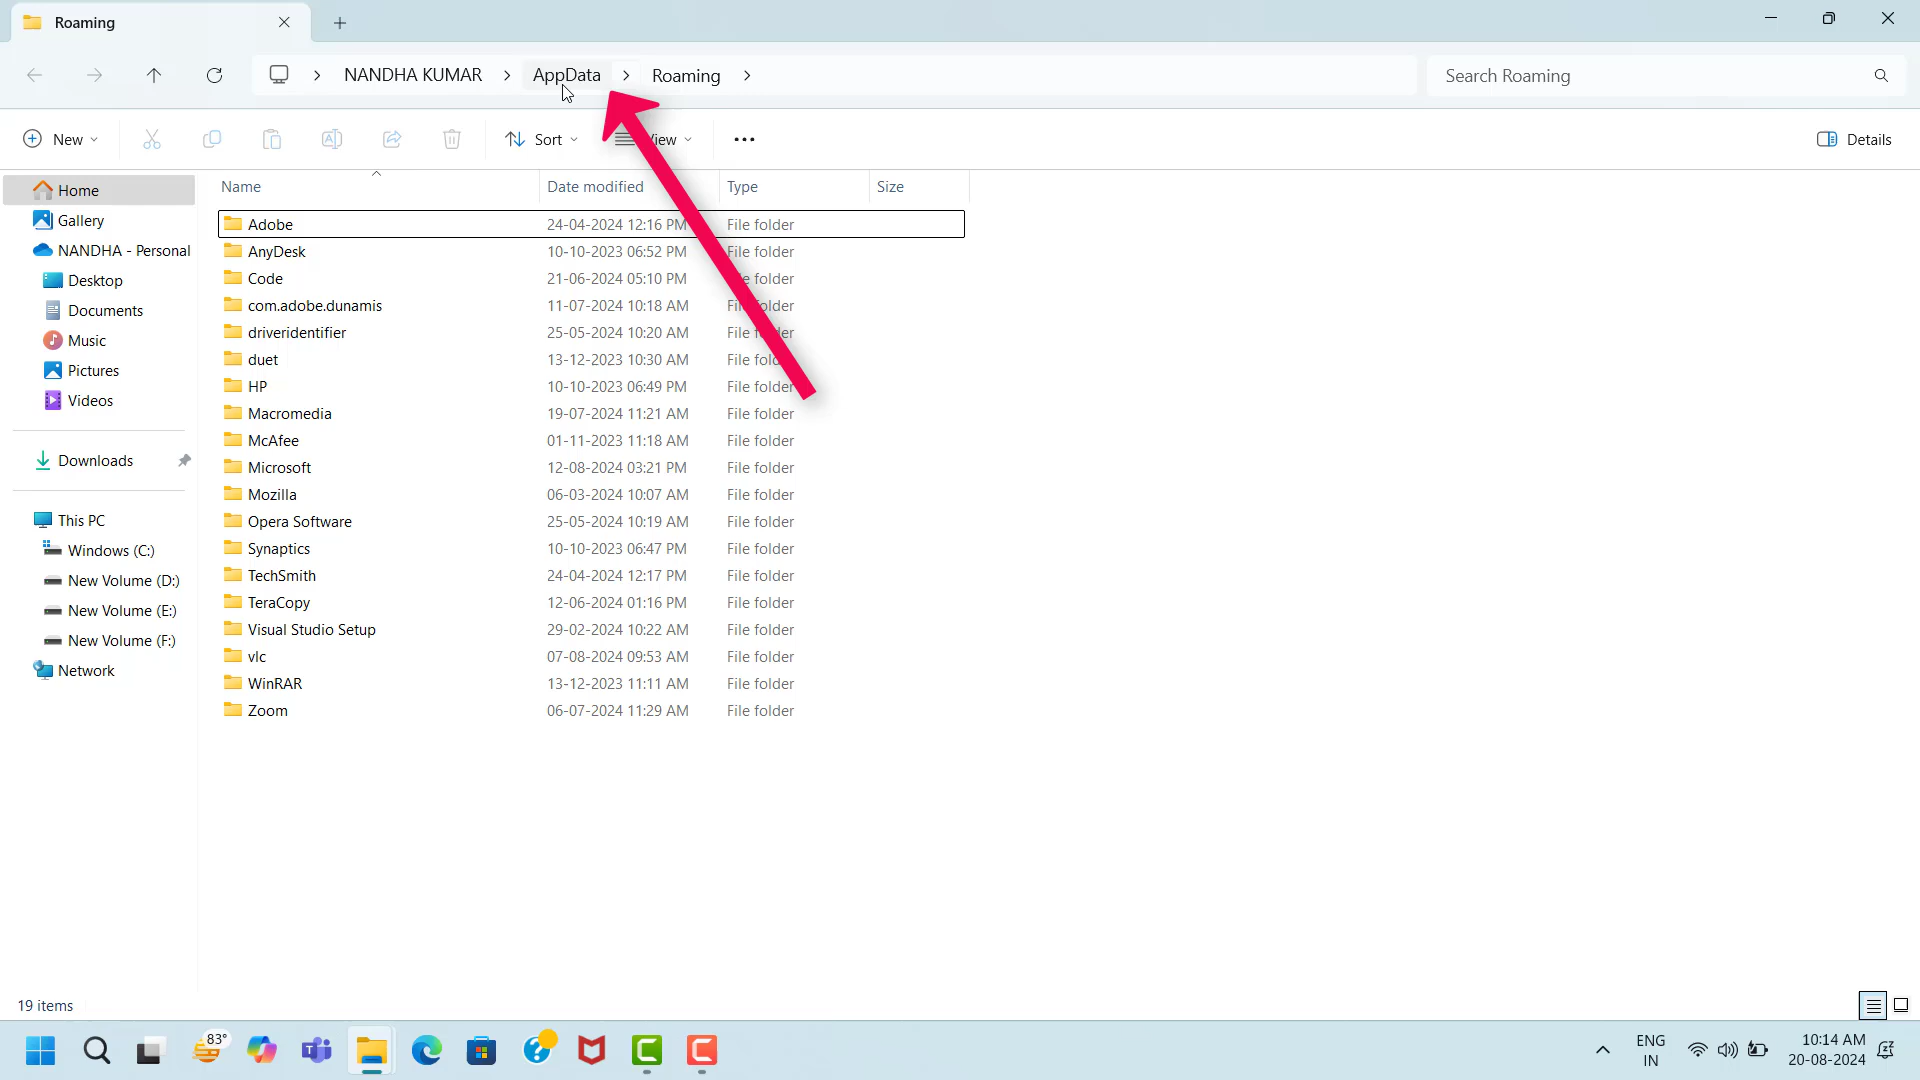 Roaming
NANDHA KUMAR AppData Roaming
Search Roaming
New Sort View Details
Name Date modified Type Size
Adobe 24-04-2024 12:16 PM File folder
AnyDesk 10-10-2023 06:52 PM File folder
Code 21-06-2024 05:10 PM File folder
com.adobe.dunamis 11-07-2024 10:18 AM File folder
driveridentifier 25-05-2024 10:20 AM File folder
duet 13-12-2023 10:30 AM File folder
HP 10-10-2023 06:49 PM File folder
Macromedia 19-07-2024 11:21 AM File folder
McAfee 01-11-2023 11:18 AM File folder
Microsoft 12-08-2024 03:21 PM File folder
Mozilla 06-03-2024 10:07 AM File folder
Opera Software 25-05-2024 10:19 AM File folder
Synaptics 10-10-2023 06:47 PM File folder
TechSmith 24-04-2024 12:17 PM File folder
TeraCopy 12-06-2024 01:16 PM File folder
Visual Studio Setup 29-02-2024 10:22 AM File folder
vlc 07-08-2024 09:53 AM File folder
WinRAR 13-12-2023 11:11 AM File folder
Zoom 06-07-2024 11:29 AM File folder
Home
Gallery
NANDHA - Personal
Desktop
Documents
Music
Pictures
Videos
Downloads
This PC
Windows (C:)
New Volume (D:)
New Volume (E:)
New Volume (F:)
Network
19 items
83°
ENG
IN
10:14 AM
20-08-2024